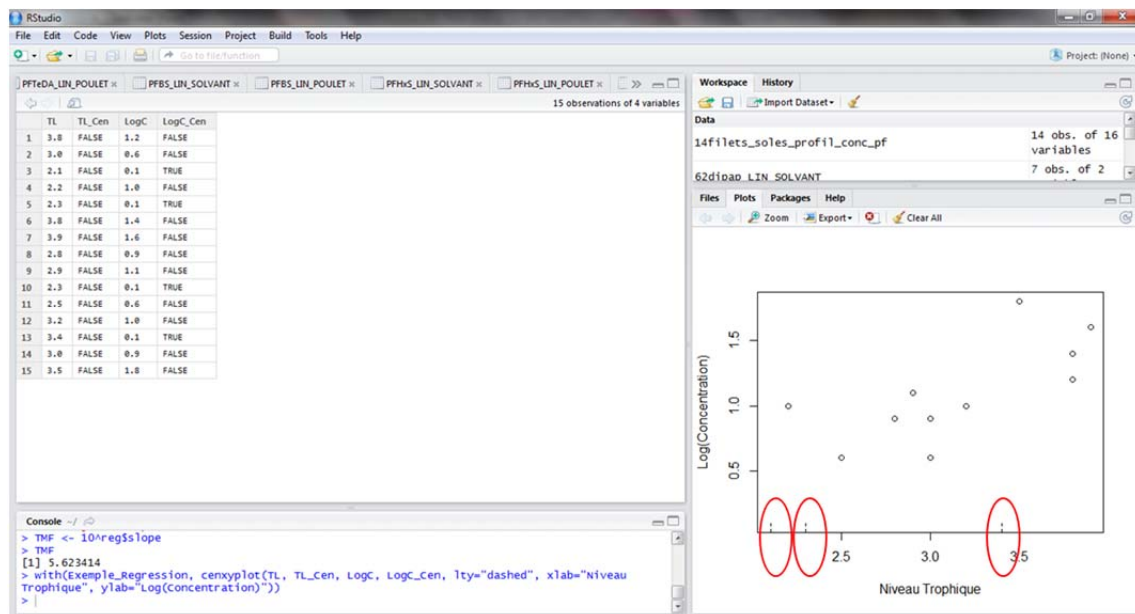 RStudio
File Edit Code View Plots Session Project Build Tools Help
Go to file/function
Project: (None)
PFTeDA_LIN_POULET
PFBS_LIN_SOLVANT
PFBS_LIN_POULET
PFHxS_LIN_SOLVANT
PFHxS_LIN_POULET
15 observations of 4 variables
TL TL_Cen LogC LogC_Cen
1 3.8 FALSE 1.2 FALSE
2 3.0 FALSE 0.6 FALSE
3 2.1 FALSE 0.1 TRUE
4 2.2 FALSE 1.0 FALSE
5 2.3 FALSE 0.1 TRUE
6 3.8 FALSE 1.4 FALSE
7 3.9 FALSE 1.6 FALSE
8 2.8 FALSE 0.9 FALSE
9 2.9 FALSE 1.1 FALSE
10 2.3 FALSE 0.1 TRUE
11 2.5 FALSE 0.6 FALSE
12 3.2 FALSE 1.0 FALSE
13 3.4 FALSE 0.1 TRUE
14 3.0 FALSE 0.9 FALSE
15 3.5 FALSE 1.8 FALSE
Console ~/
> TMF <- 10^reg$slope
> TMF
[1] 5.623414
> with(Exemple_Regression, cenxyplot(TL, TL_Cen, LogC, LogC_Cen, lty="dashed", xlab="Niveau
Trophique", ylab="Log(Concentration)"))
>
Workspace History
Import Dataset
Data
14filets_soles_profil_conc_pf 14 obs. of 16
variables
62dipap_LIN_SOLVANT 7 obs. of 2
Files Plots Packages Help
Zoom Export Clear All
Log(Concentration)
1.5
1.0
0.5
2.5 3.0 3.5
Niveau Trophique